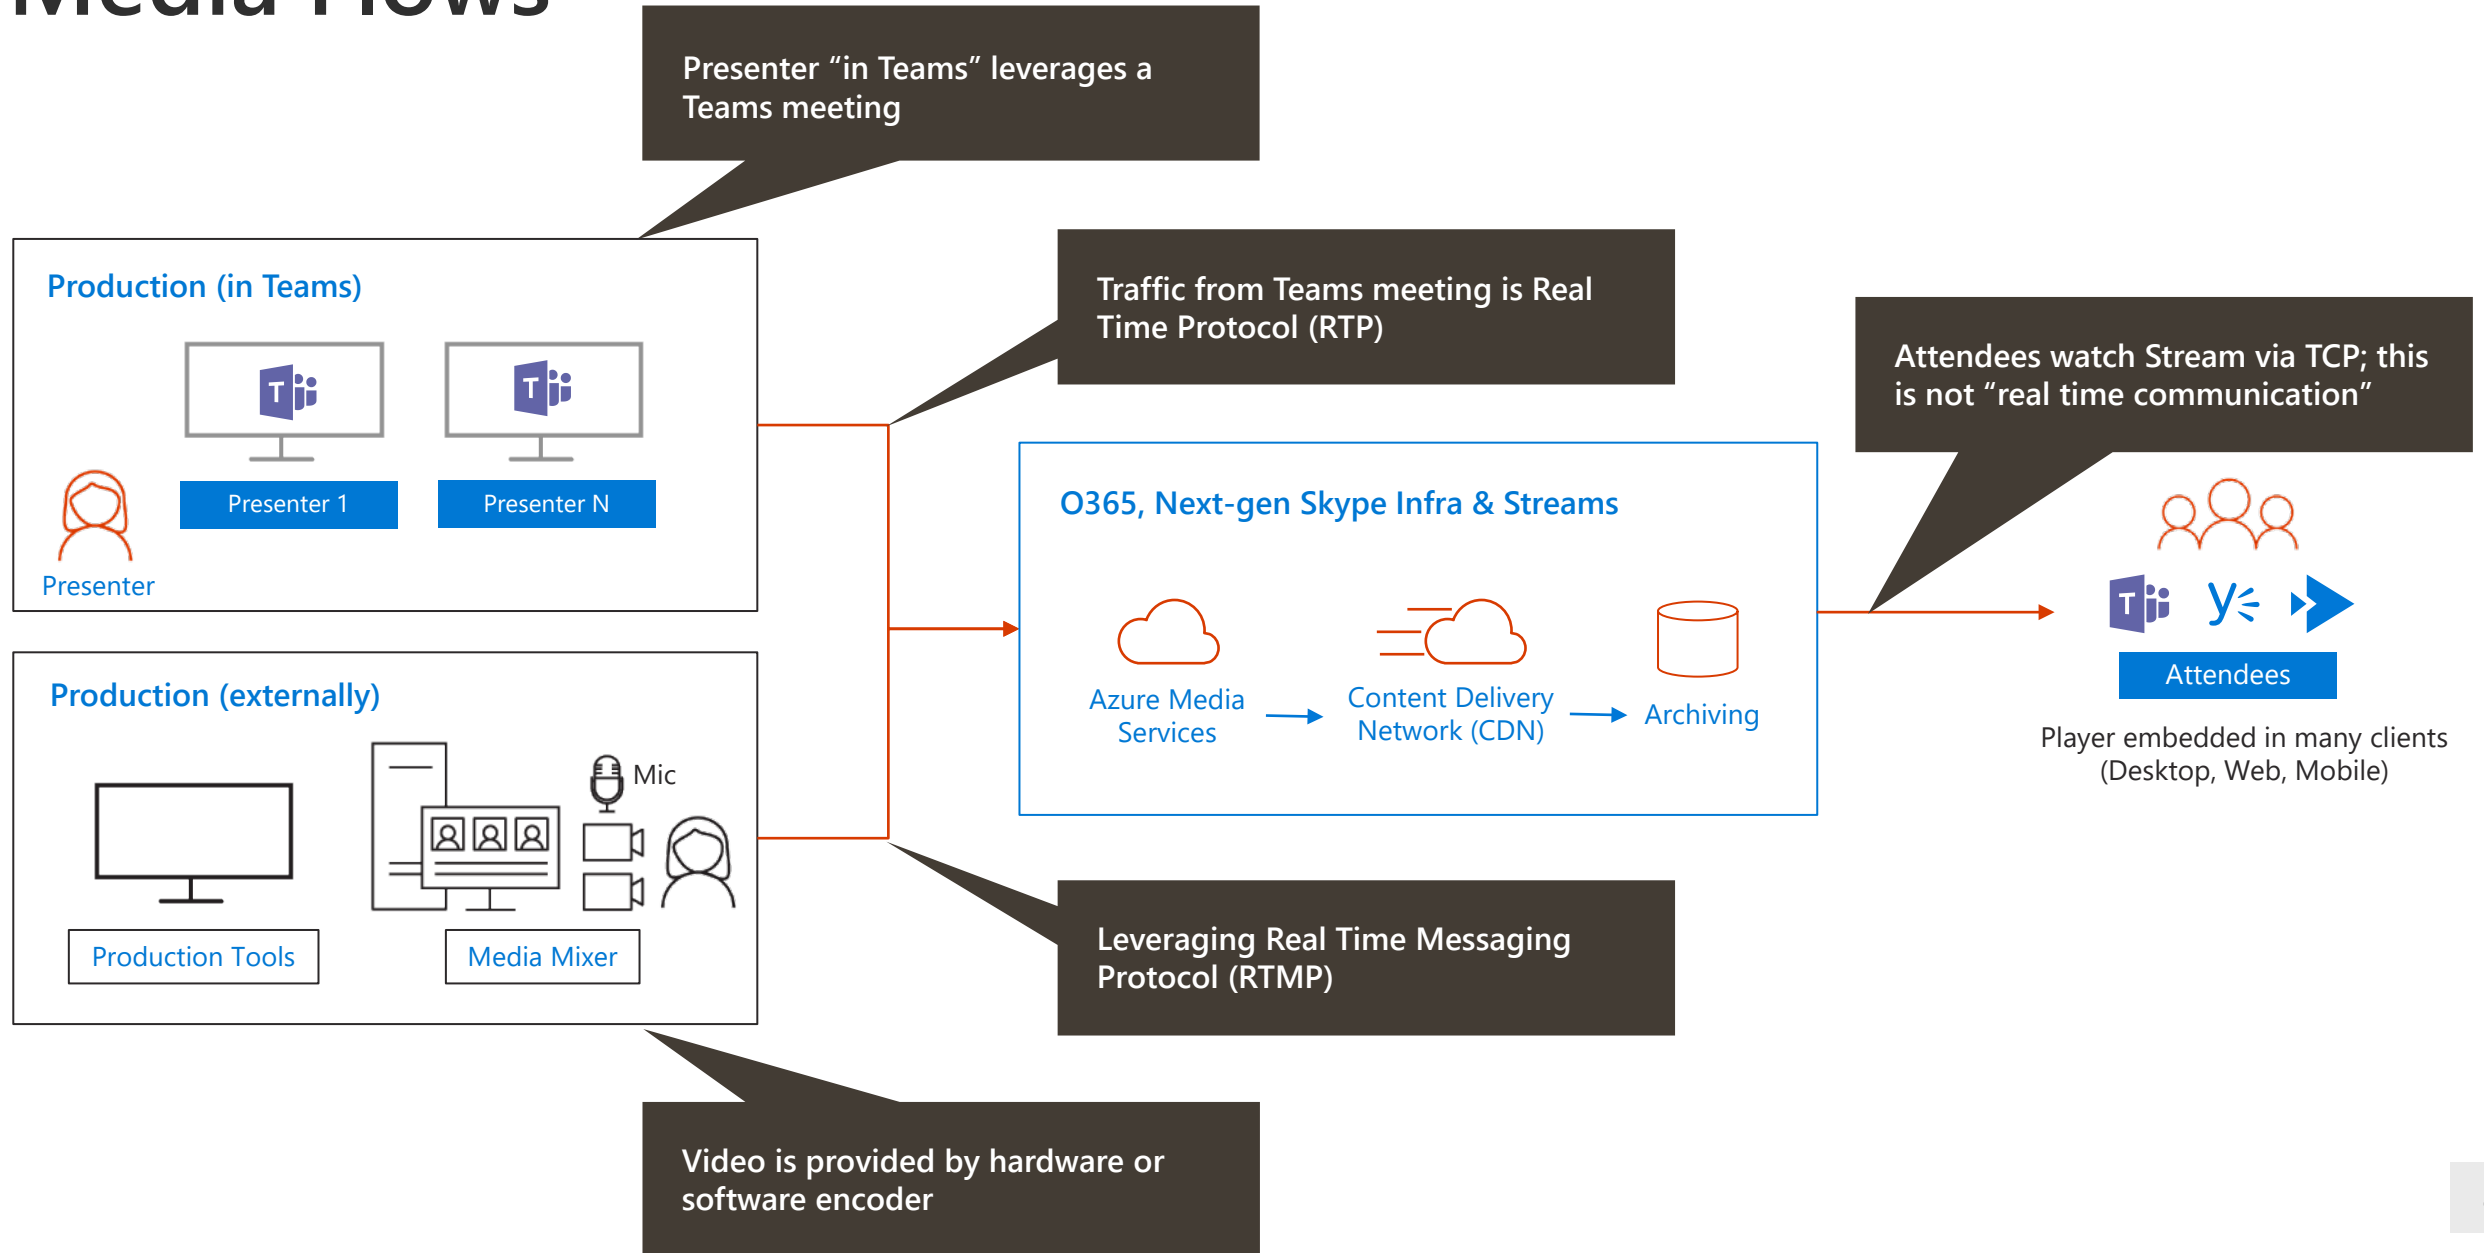 Media Flows
Presenter “in Teams” leverages a
Teams meeting
Production (in Teams)
Presenter 1
Presenter N
Presenter
Traffic from Teams meeting is Real
Time Protocol (RTP)
Attendees watch Stream via TCP; this
is not “real time communication”
O365, Next-gen Skype Infra & Streams
Azure Media
Services
Content Delivery
Network (CDN)
Archiving
Attendees
Player embedded in many clients
(Desktop, Web, Mobile)
Production (externally)
Mic
Production Tools
Media Mixer
Leveraging Real Time Messaging
Protocol (RTMP)
Video is provided by hardware or
software encoder